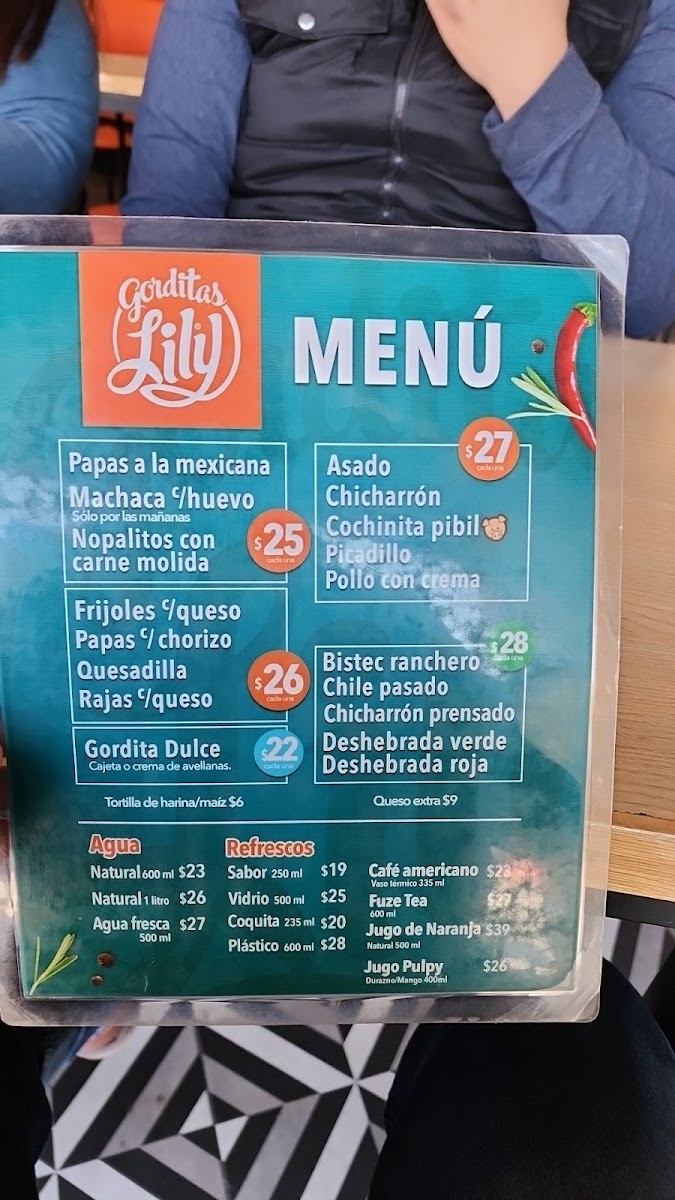 Gorditas
Lily
MENÚ
Papas a la mexicana
Machaca c/huevo
Sólo por las mañanas
Nopalitos con
carne molida
$25
cada una
Frijoles c/queso
Papas c/chorizo
Quesadilla
Rajas c/queso
$26
cada una
Gordita Dulce
Cajeta o crema de avellanas.
$22
cada una
$27
cada una
Asado
Chicharrón
Cochinita pibil
Picadillo
Pollo con crema
$28
cada una
Bistec ranchero
Chile pasado
Chicharrón prensado
Deshebrada verde
Deshebrada roja
Tortilla de harina/maíz $6
Queso extra $9
Agua
Natural 600 ml $23
Natural 1 litro $26
Agua fresca $27
500 ml
Refrescos
Sabor 250 ml $19
Vidrio 500 ml $25
Coquita 235 ml $20
Plástico 600 ml $28
Café americano $23
Vaso térmico 335 ml
Fuze Tea $27
600 ml
Jugo de Naranja $39
Natural 500 ml
Jugo Pulpy $26
Durazno/Mango 400ml